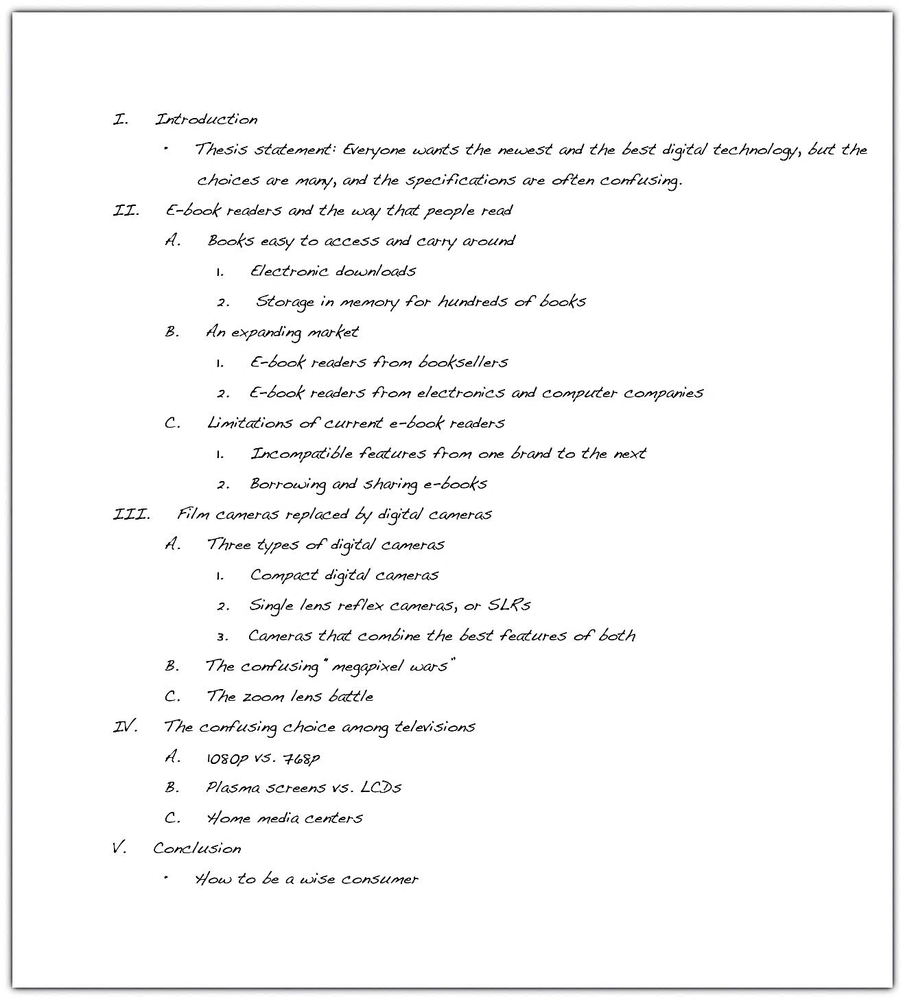 I. Introduction
· Thesis statement: Everyone wants the newest and the best digital technology, but the
choices are many, and the specifications are often confusing.
II. E-book readers and the way that people read
A. Books easy to access and carry around
1. Electronic downloads
2. Storage in memory for hundreds of books
B. An expanding market
1. E-book readers from booksellers
2. E-book readers from electronics and computer companies
C. Limitations of current e-book readers
1. Incompatible features from one brand to the next
2. Borrowing and sharing e-books
III. Film cameras replaced by digital cameras
A. Three types of digital cameras
1. Compact digital cameras
2. Single lens reflex cameras, or SLRs
3. Cameras that combine the best features of both
B. The confusing "megapixel wars"
C. The zoom lens battle
IV. The confusing choice among televisions
A. 1080p vs. 768p
B. Plasma screens vs. LCDs
C. Home media centers
V. Conclusion
· How to be a wise consumer